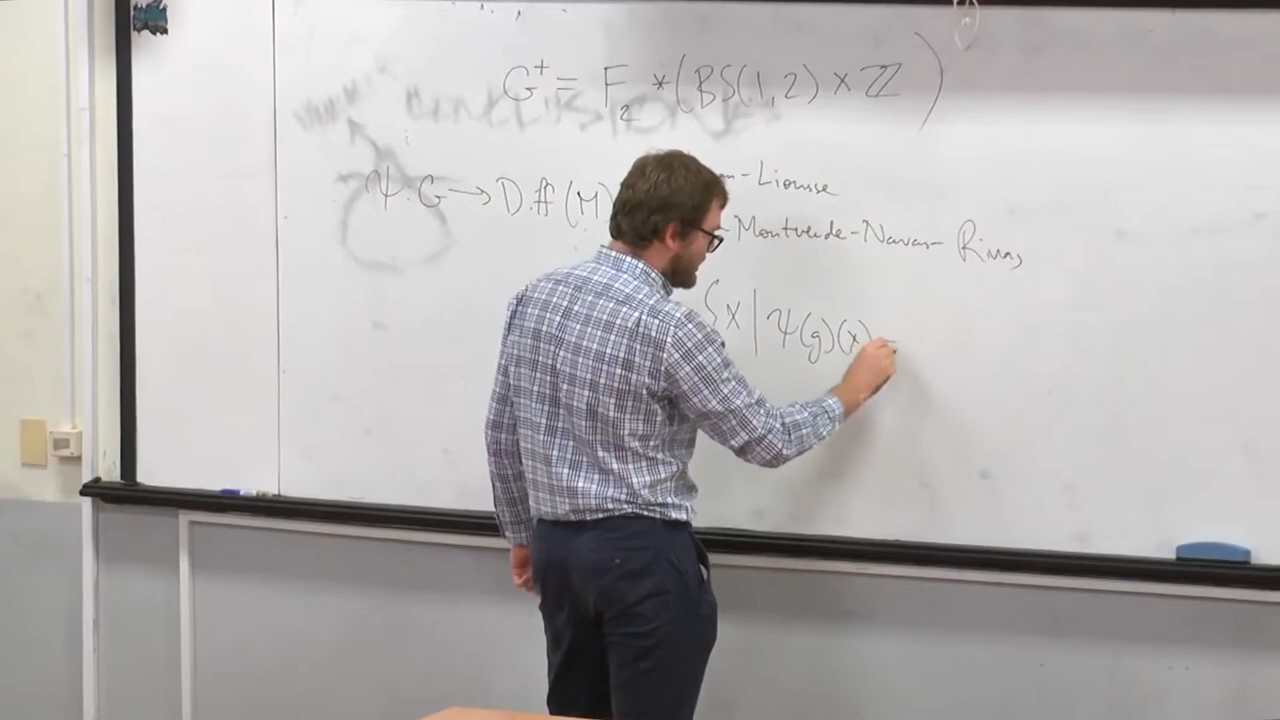 G⁺ = F₂ * (BS(1,2) × ℤ)
ψ: G → Diff(M) -Liousse
-Montverde-Navas-Rivas,
{x | ψ(g)(x) =